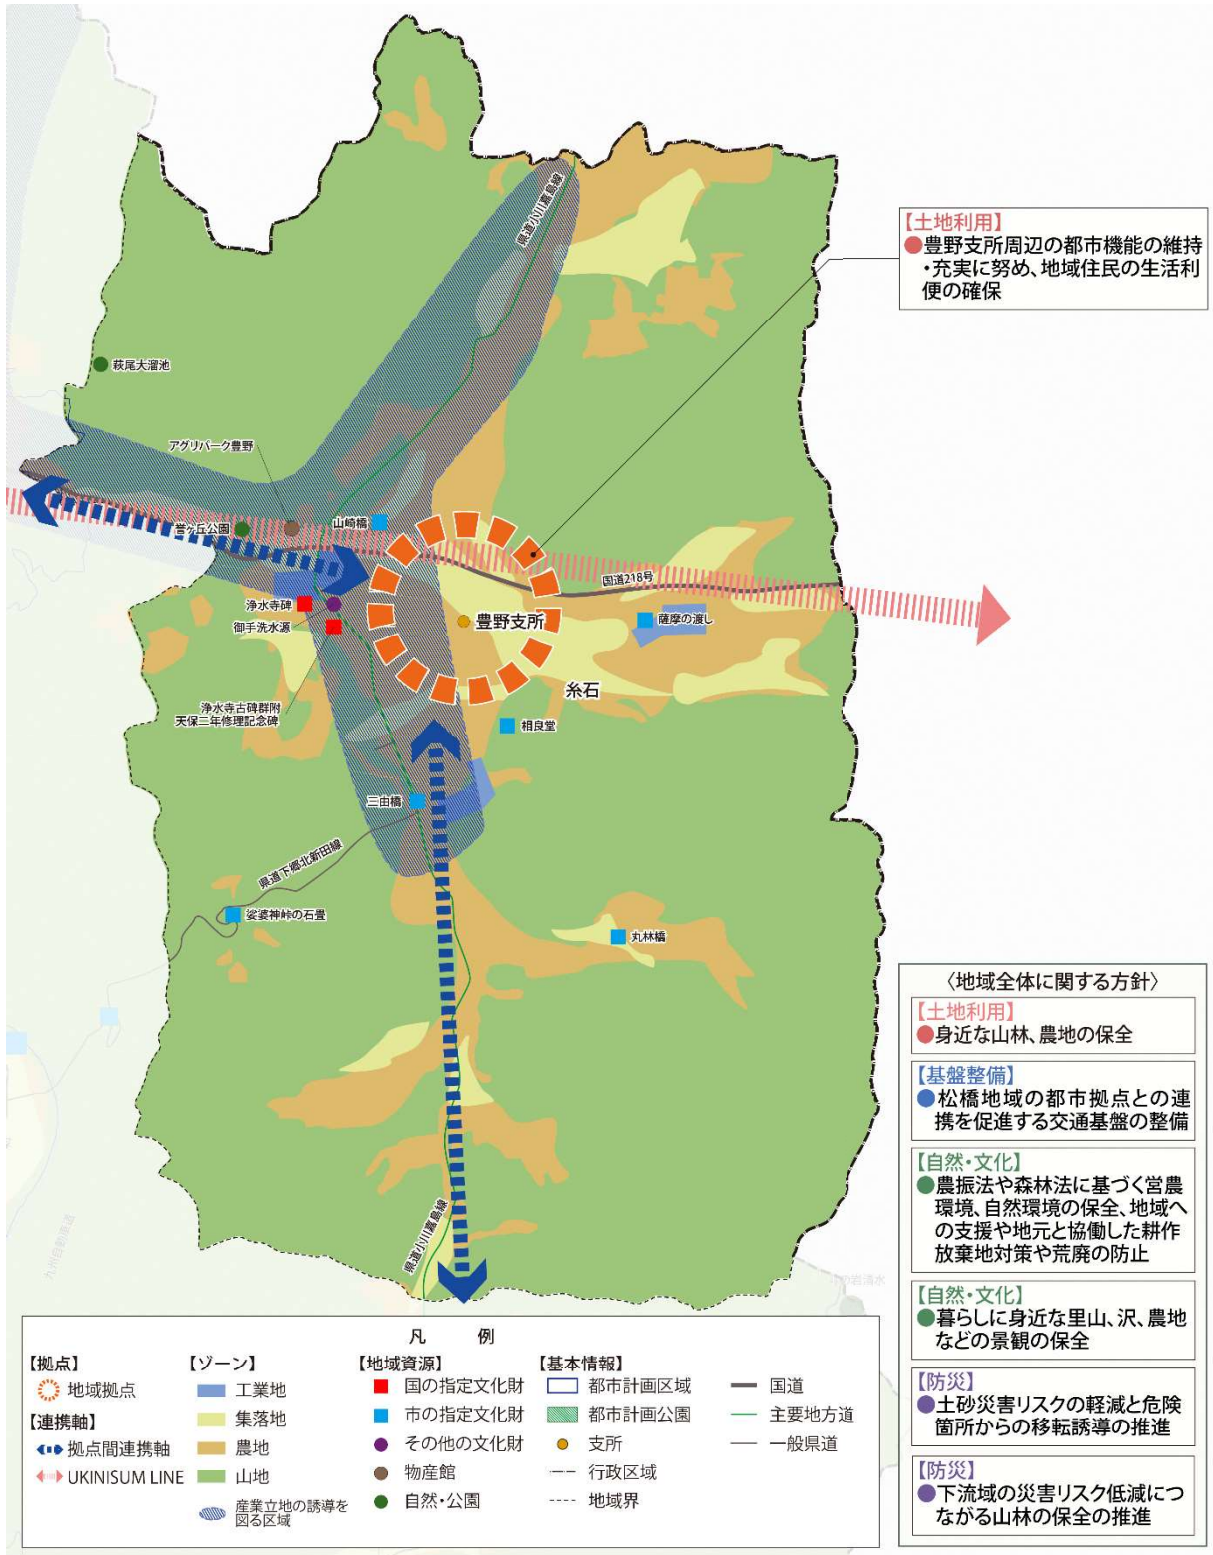 県道小川嘉島線
【土地利用】
●豊野支所周辺の都市機能の維持
・充実に努め、地域住民の生活利
便の確保
萩尾大溜池
アグリパーク豊野
誉ヶ丘公園
山崎橋
国道218号
浄水寺碑
御手洗水源
豊野支所
薩摩の渡し
糸石
浄水寺古碑群附
天保二年修理記念碑
相良堂
三由橋
県道下郷北新田線
娑婆神峠の石畳
丸林橋
九州自動車道
県道小川嘉島線
〈地域全体に関する方針〉
【土地利用】
●身近な山林、農地の保全
【基盤整備】
●松橋地域の都市拠点との連
携を促進する交通基盤の整備
【自然・文化】
●農振法や森林法に基づく営農
環境、自然環境の保全、地域へ
の支援や地元と協働した耕作
放棄地対策や荒廃の防止
【自然・文化】
●暮らしに身近な里山、沢、農地
などの景観の保全
【防災】
●土砂災害リスクの軽減と危険
箇所からの移転誘導の推進
【防災】
●下流域の災害リスク低減につ
ながる山林の保全の推進
凡 例
【拠点】
地域拠点
【連携軸】
拠点間連携軸
UKINISUM LINE
【ゾーン】
工業地
集落地
農地
山地
産業立地の誘導を
図る区域
【地域資源】
国の指定文化財
市の指定文化財
その他の文化財
物産館
自然・公園
【基本情報】
都市計画区域
都市計画公園
支所
行政区域
地域界
国道
主要地方道
一般県道